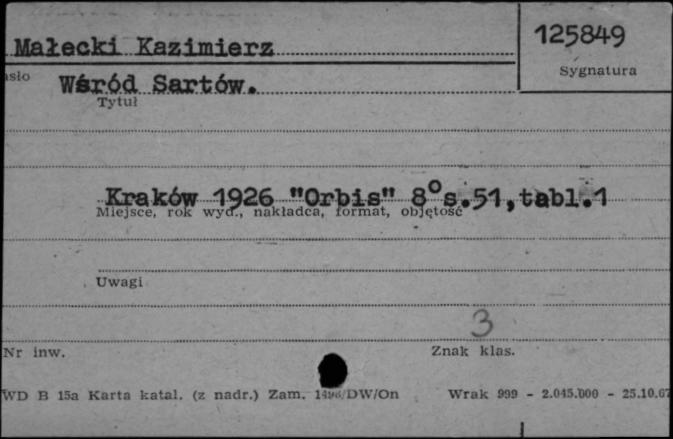 Małecki Kazimierz
125849
Sygnatura
Wśród Sartów.
Tytuł
Kraków 1926 "Orbis" 8° s.51, tabl.1
Miejsce, rok wyd., nakładca, format, objętość
Uwagi
3
Nr inw.
Znak klas.
WD B 15a Karta katal. (z nadr.) Zam. DW/On Wrak 999 - 2.045.000 - 25.10.67